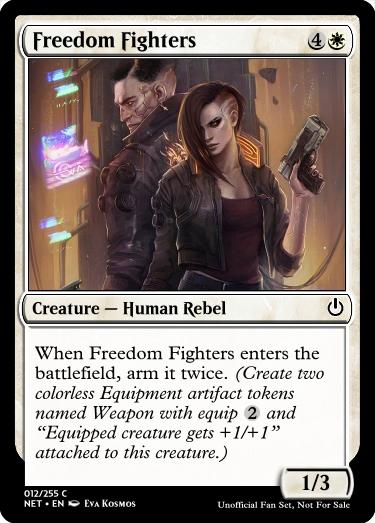 Freedom Fighters 4
Creature — Human Rebel
When Freedom Fighters enters the
battlefield, arm it twice. (Create two
colorless Equipment artifact tokens
named Weapon with equip 2 and
“Equipped creature gets +1/+1”
attached to this creature.)
1/3
012/255 C
NET • EN Eva Kosmos
Unofficial Fan Set, Not For Sale